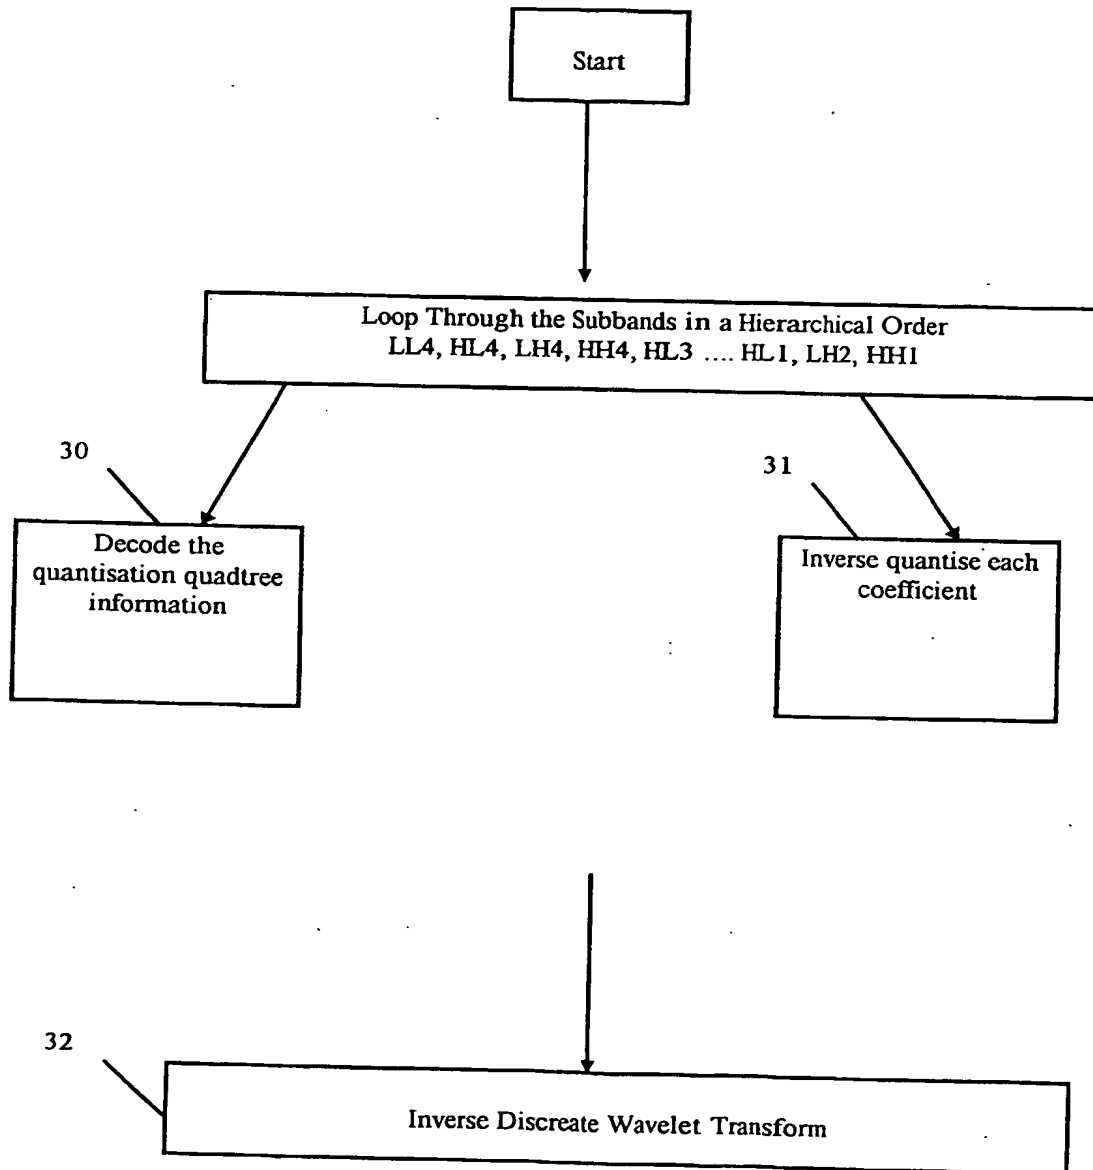 Start
Loop Through the Subbands in a Hierarchical Order
LL4, HL4, LH4, HH4, HL3 .... HL1, LH2, HH1
30
31
Decode the
quantisation quadtree
information
Inverse quantise each
coefficient
32
Inverse Discreate Wavelet Transform